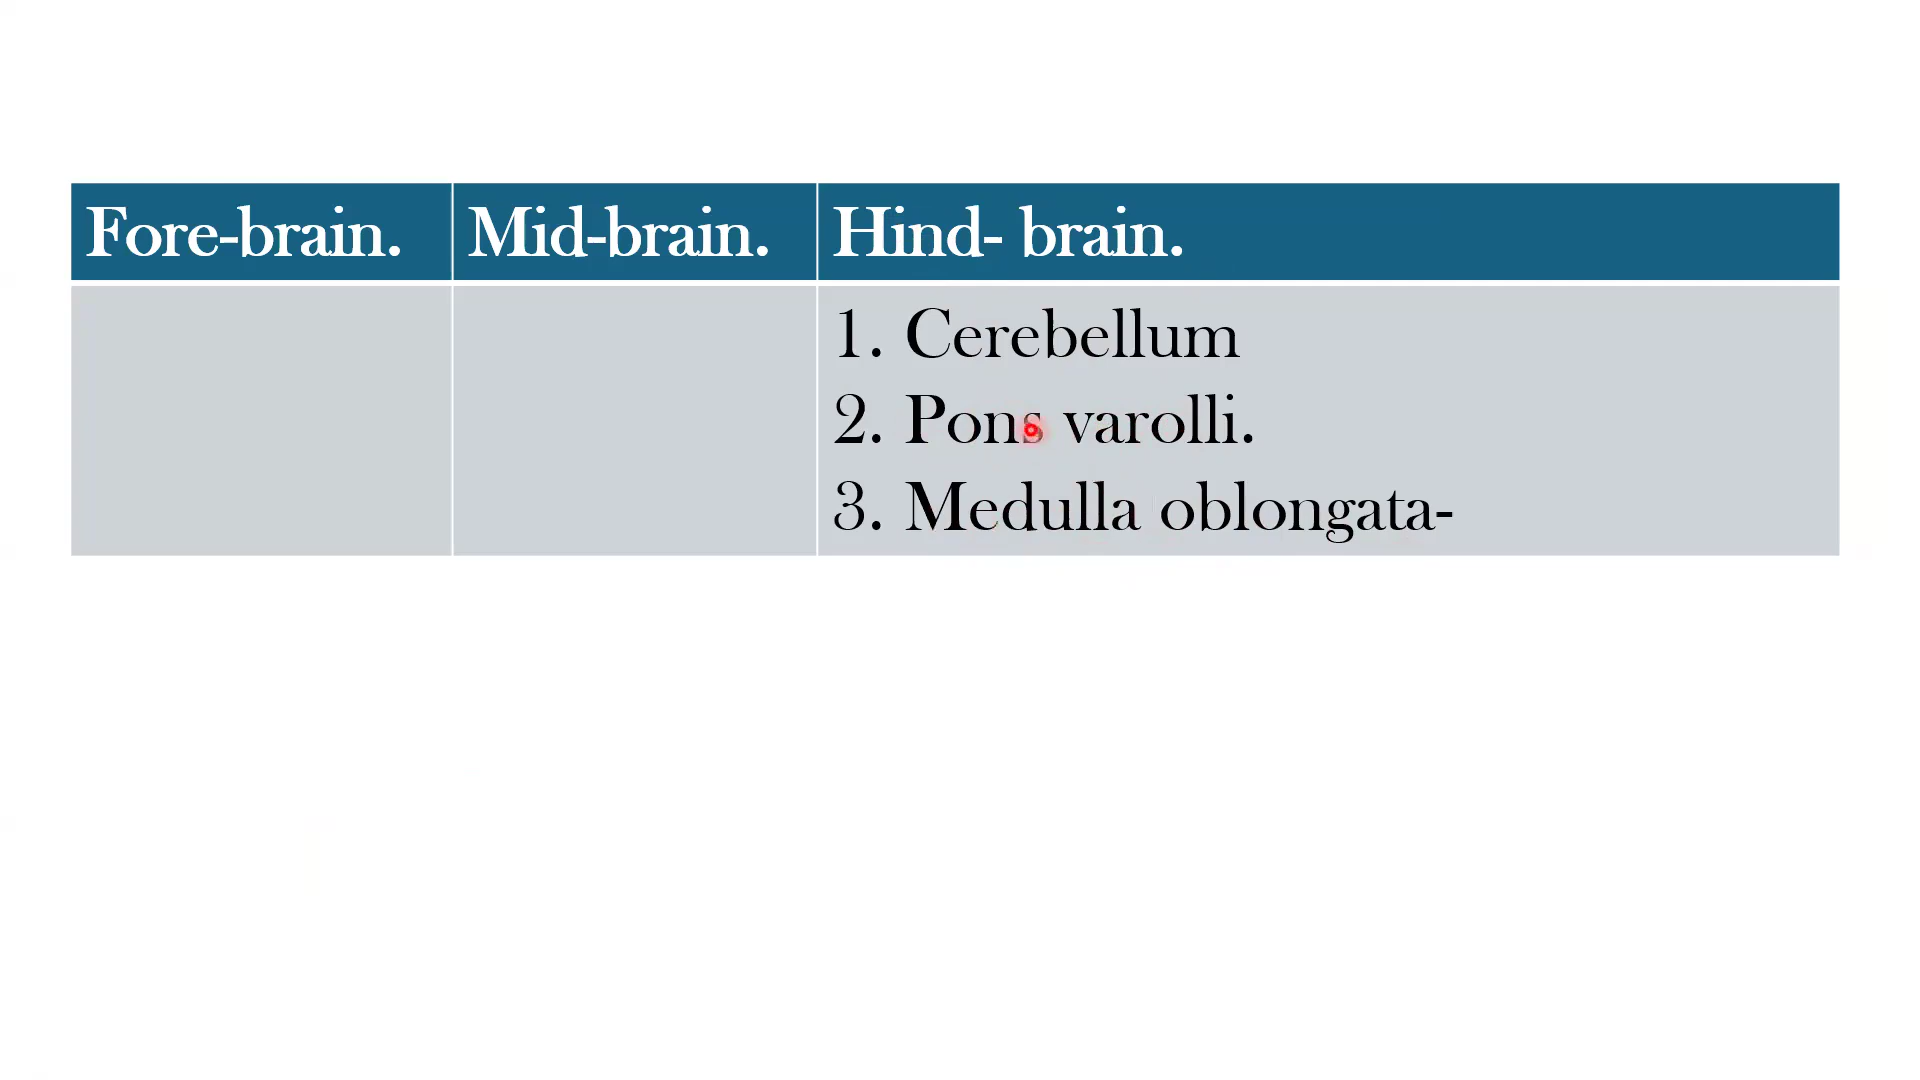 Fore-brain.
Mid-brain.
Hind- brain.
1. Cerebellum
2. Pons varolli.
3. Medulla oblongata-